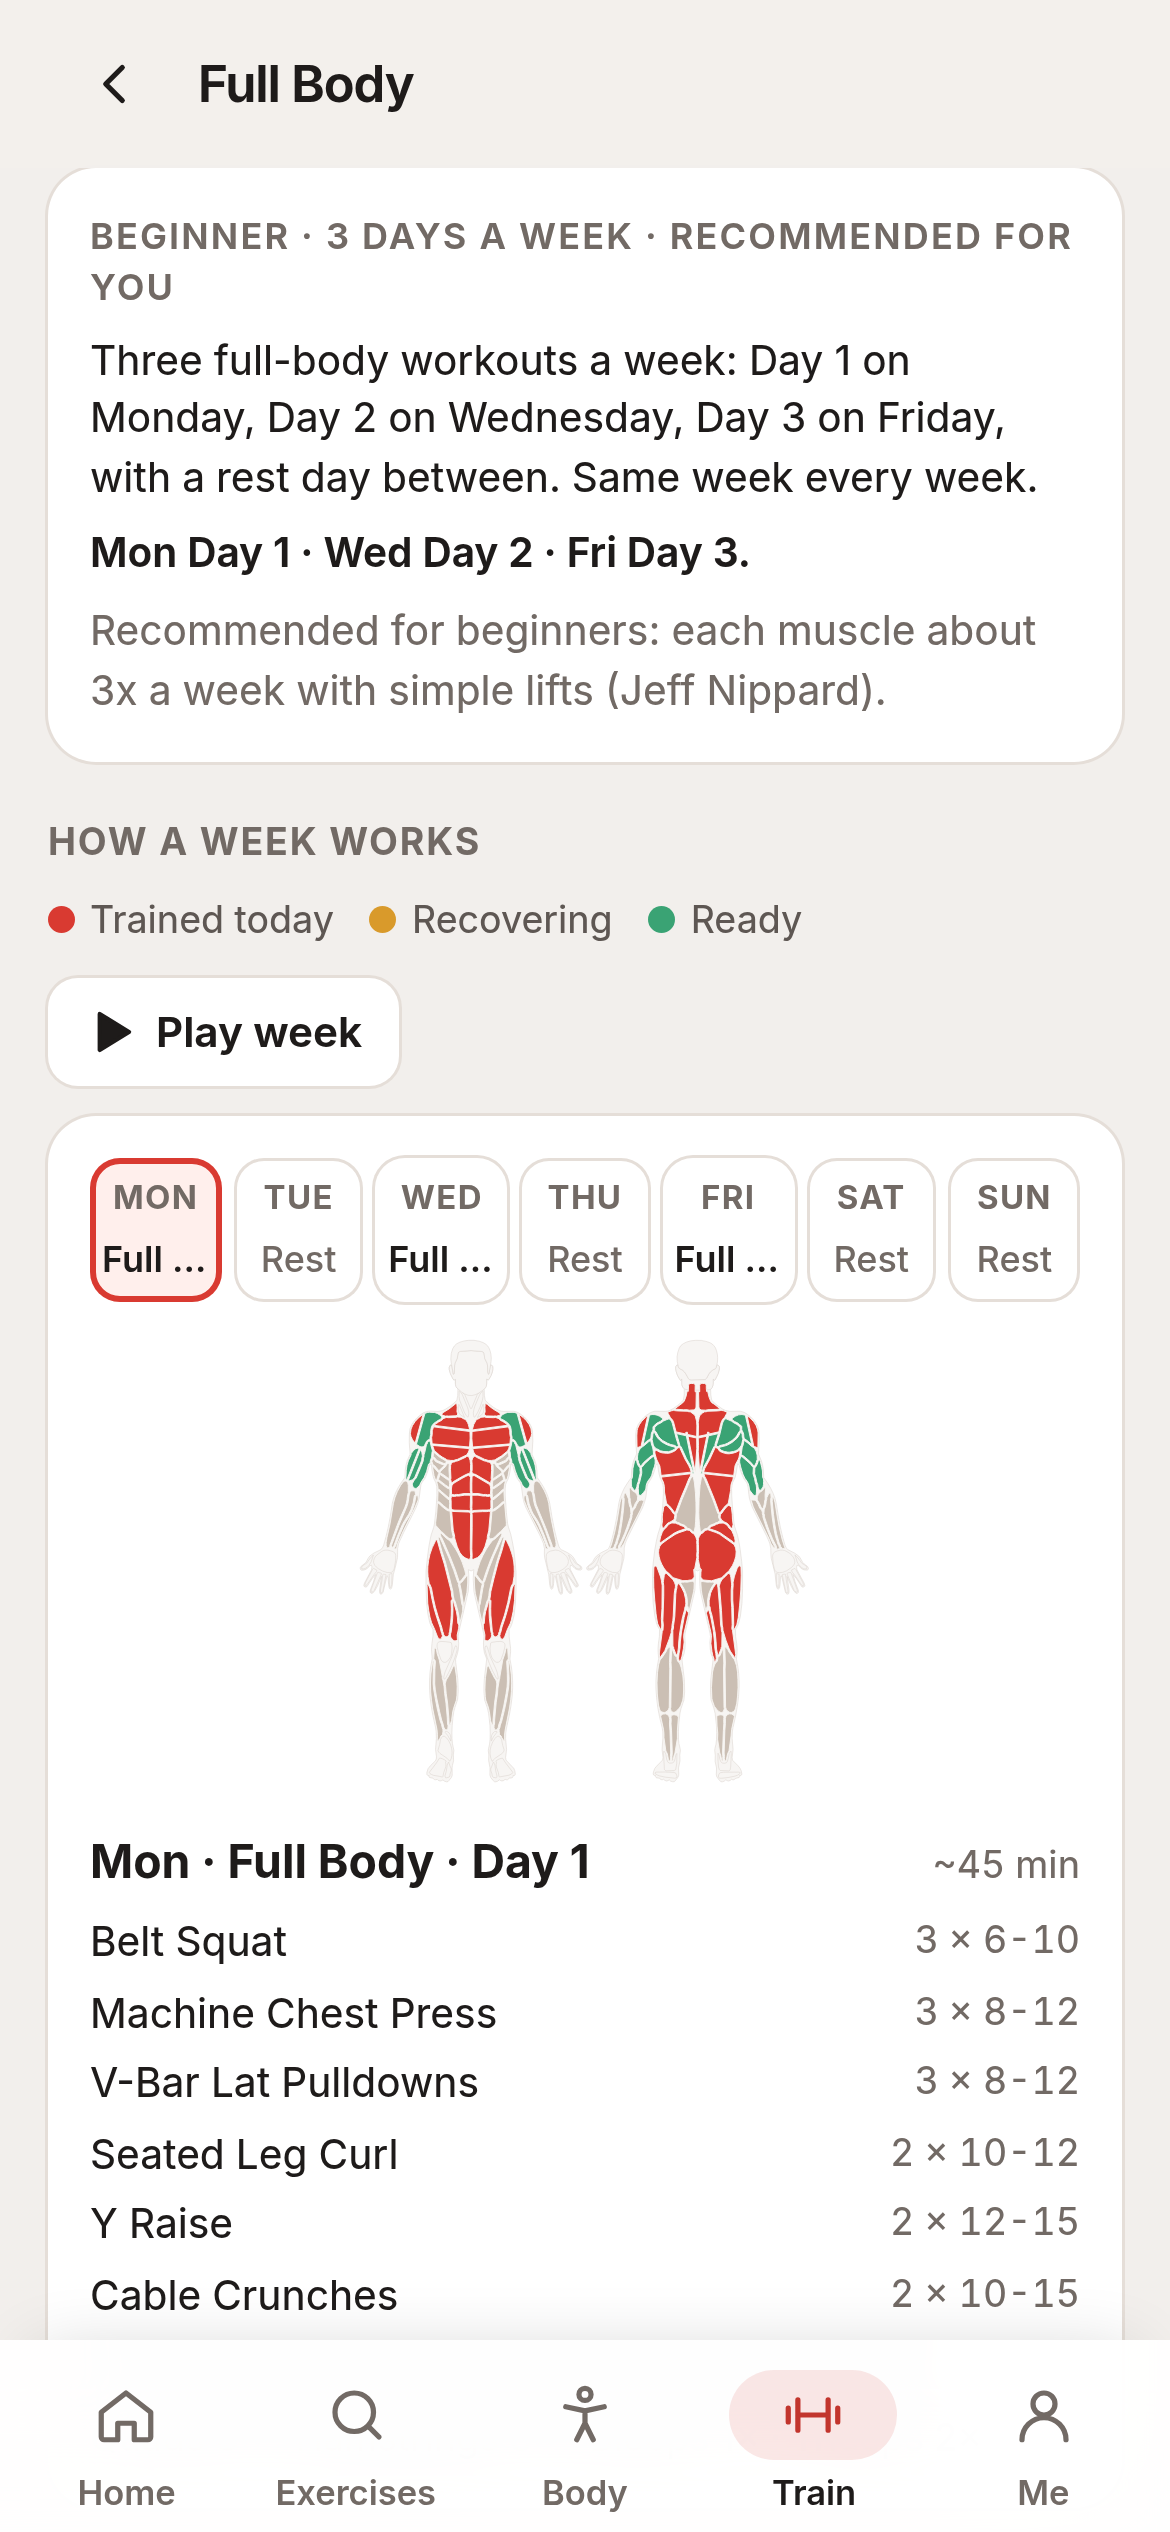 Full Body
BEGINNER · 3 DAYS A WEEK · RECOMMENDED FOR
YOU
Three full-body workouts a week: Day 1 on
Monday, Day 2 on Wednesday, Day 3 on Friday,
with a rest day between. Same week every week.
Mon Day 1 · Wed Day 2 · Fri Day 3.
Recommended for beginners: each muscle about
3x a week with simple lifts (Jeff Nippard).
HOW A WEEK WORKS
Trained today Recovering Ready
Play week
MON TUE WED THU FRI SAT SUN
Full ... Rest Full ... Rest Full ... Rest Rest
Mon · Full Body · Day 1 ~45 min
Belt Squat 3 × 6-10
Machine Chest Press 3 × 8-12
V-Bar Lat Pulldowns 3 × 8-12
Seated Leg Curl 2 × 10-12
Y Raise 2 × 12-15
Cable Crunches 2 × 10-15
Home Exercises Body Train Me